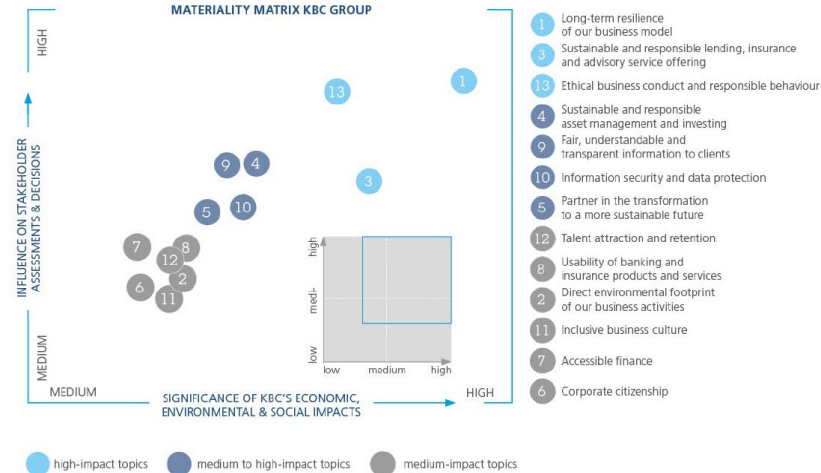 MATERIALITY MATRIX KBC GROUP
HIGH
INFLUENCE ON STAKEHOLDER
ASSESSMENTS & DECISIONS
MEDIUM
1
13
3
9
4
5
10
7
8
12
2
6
11
high
medi-
low
low medium high
MEDIUM
SIGNIFICANCE OF KBC'S ECONOMIC,
ENVIRONMENTAL & SOCIAL IMPACTS
HIGH
1 Long-term resilience
of our business model
3 Sustainable and responsible lending, insurance
and advisory service offering
13 Ethical business conduct and responsible behaviour
4 Sustainable and responsible
asset management and investing
9 Fair, understandable and
transparent information to clients
10 Information security and data protection
5 Partner in the transformation
to a more sustainable future
12 Talent attraction and retention
8 Usability of banking and
insurance products and services
2 Direct environmental footprint
of our business activities
11 Inclusive business culture
7 Accessible finance
6 Corporate citizenship
high-impact topics
medium to high-impact topics
medium-impact topics